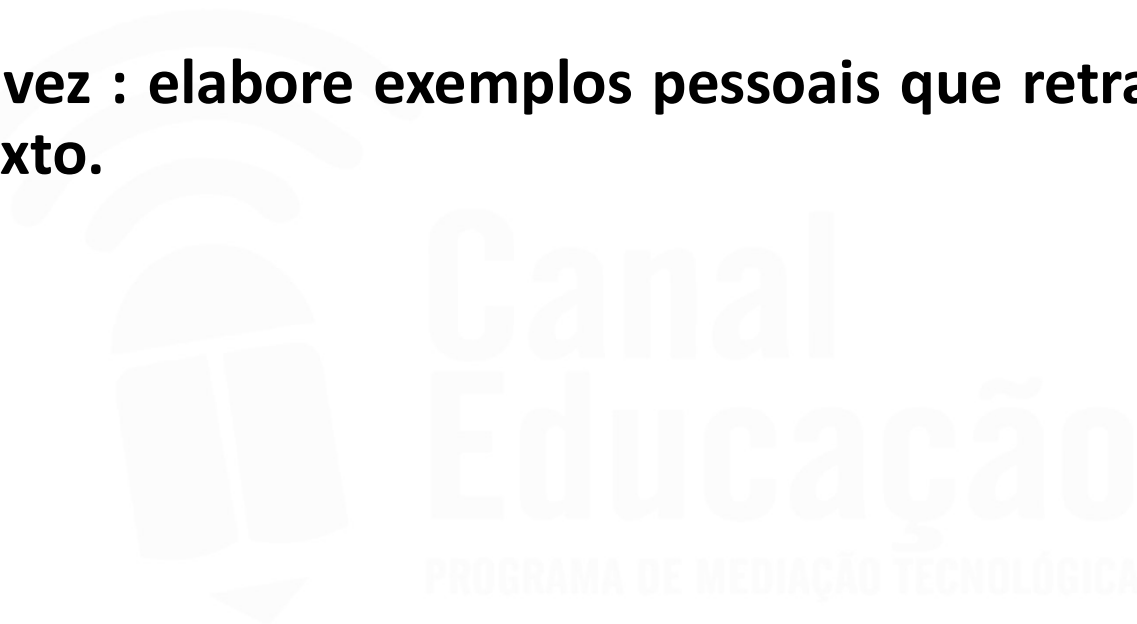 vez : elabore exemplos pessoais que retra
xto.
Canal
Educação
PROGRAMA DE MEDIAÇÃO TECNOLÓGICA